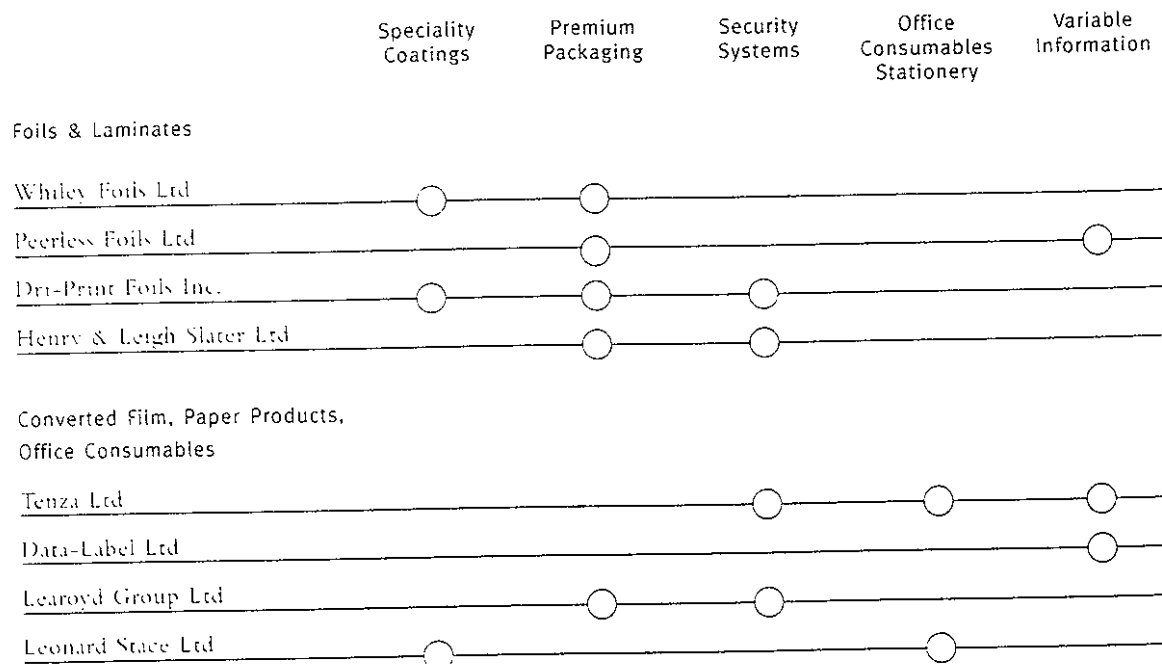 Speciality
Coatings
Premium
Packaging
Security
Systems
Office
Consumables
Stationery
Variable
Information
Foils & Laminates
Whiley Foils Ltd
Peerless Foils Ltd
Dri-Print Foils Inc.
Henry & Leigh Slater Ltd
Converted Film, Paper Products,
Office Consumables
Tenza Ltd
Data-Label Ltd
Learoyd Group Ltd
Leonard Stace Ltd